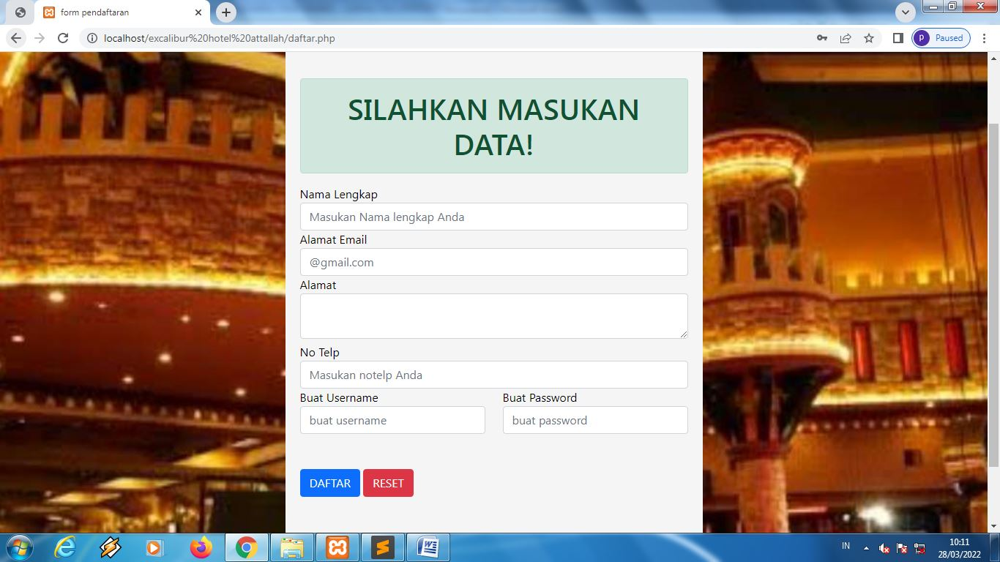 form pendaftaran
localhost/excalibur%20hotel%20attallah/daftar.php
P
Paused
SILAHKAN MASUKAN
DATA!
Nama Lengkap
Masukan Nama lengkap Anda
Alamat Email
@gmail.com
Alamat
No Telp
Masukan notelp Anda
Buat Username
Buat Password
buat username
buat password
DAFTAR
RESET
IN
10:11
28/03/2022